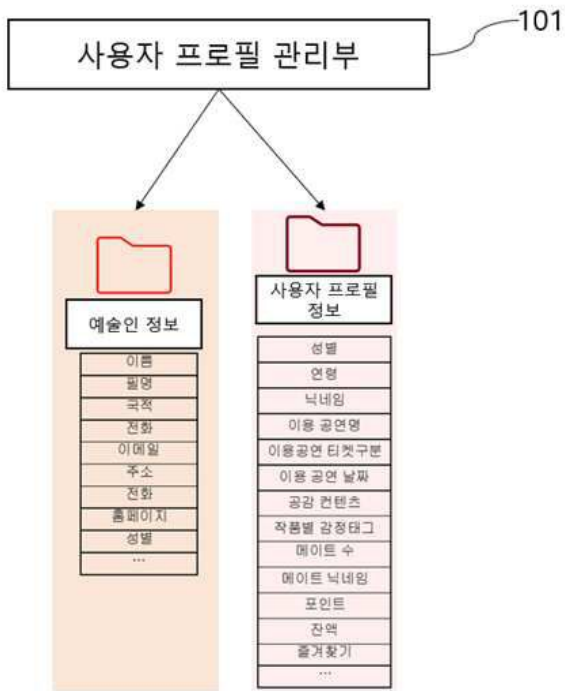 101
사용자 프로필 관리부
예술인 정보
이름
필명
국적
전화
이메일
주소
전화
홈페이지
성별
...
사용자 프로필
정보
성별
연령
닉네임
이용 공연명
이용공연 티켓구분
이용 공연 날짜
공감 컨텐츠
작품별 감정태그
메이트 수
메이트 닉네임
포인트
잔액
즐겨찾기
...